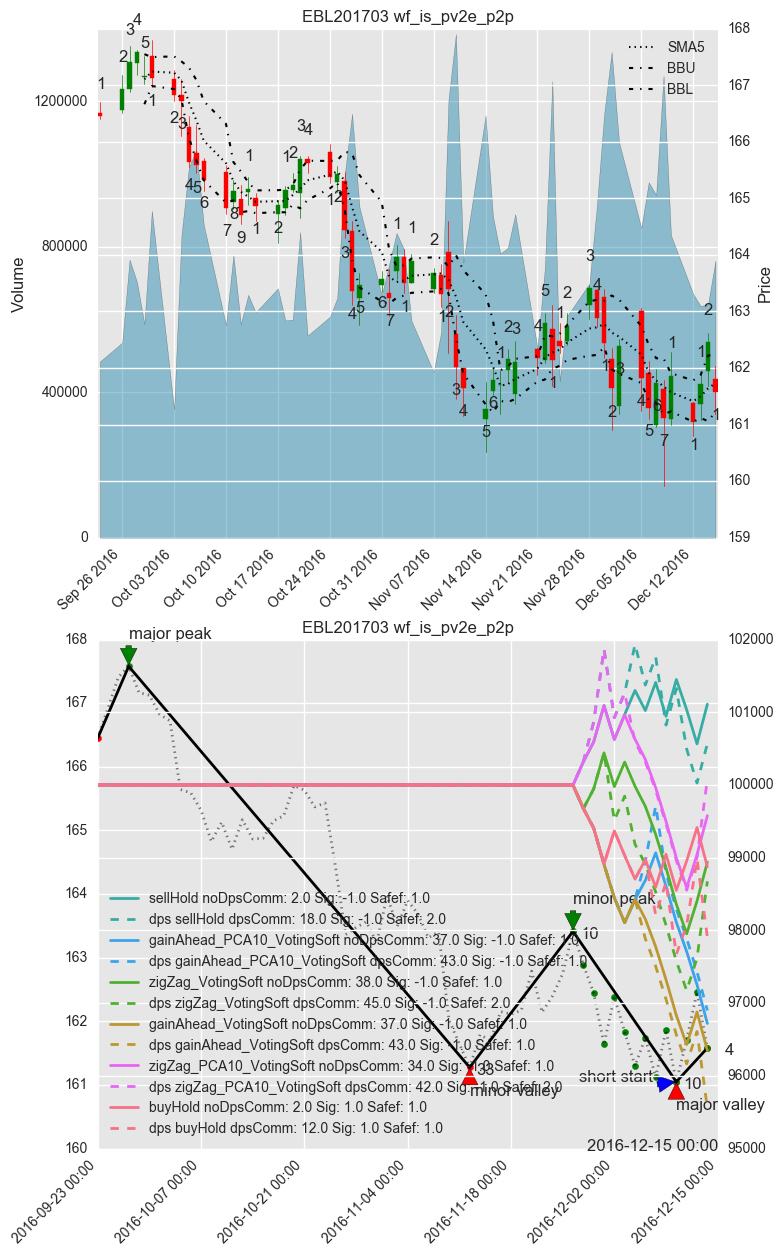 EBL201703 wf_is_pv2e_p2p
SMA5
BBU
BBL
Volume
1200000
800000
400000
0
Price
168
167
166
165
164
163
162
161
160
159
Sep 26 2016
Oct 03 2016
Oct 10 2016
Oct 17 2016
Oct 24 2016
Oct 31 2016
Nov 07 2016
Nov 14 2016
Nov 21 2016
Nov 28 2016
Dec 05 2016
Dec 12 2016
EBL201703 wf_is_pv2e_p2p
major peak
168
167
166
165
164
163
162
161
160
102000
101000
100000
99000
98000
97000
96000
95000
minor peak
10
sellHold noDpsComm: 2.0 Sig: -1.0 Safef: 1.0
dps sellHold dpsComm: 18.0 Sig: -1.0 Safef: 2.0
gainAhead_PCA10_VotingSoft noDpsComm: 37.0 Sig: -1.0 Safef: 1.0
dps gainAhead_PCA10_VotingSoft dpsComm: 43.0 Sig: -1.0 Safef: 1.0
zigZag_VotingSoft noDpsComm: 38.0 Sig: -1.0 Safef: 1.0
dps zigZag_VotingSoft dpsComm: 45.0 Sig: -1.0 Safef: 2.0
gainAhead_VotingSoft noDpsComm: 37.0 Sig: -1.0 Safef: 1.0
dps gainAhead_VotingSoft dpsComm: 43.0 Sig: -1.0 Safef: 1.0
zigZag_PCA10_VotingSoft noDpsComm: 34.0 Sig: -1.0 Safef: 1.0
dps zigZag_PCA10_VotingSoft dpsComm: 42.0 Sig: -1.0 Safef: 2.0
buyHold noDpsComm: 2.0 Sig: 1.0 Safef: 1.0
dps buyHold dpsComm: 12.0 Sig: 1.0 Safef: 1.0
33
minor valley
short starts
10
4
major valley
2016-12-15 00:00
2016-09-23 00:00
2016-10-07 00:00
2016-10-21 00:00
2016-11-04 00:00
2016-11-18 00:00
2016-12-02 00:00
2016-12-15 00:00